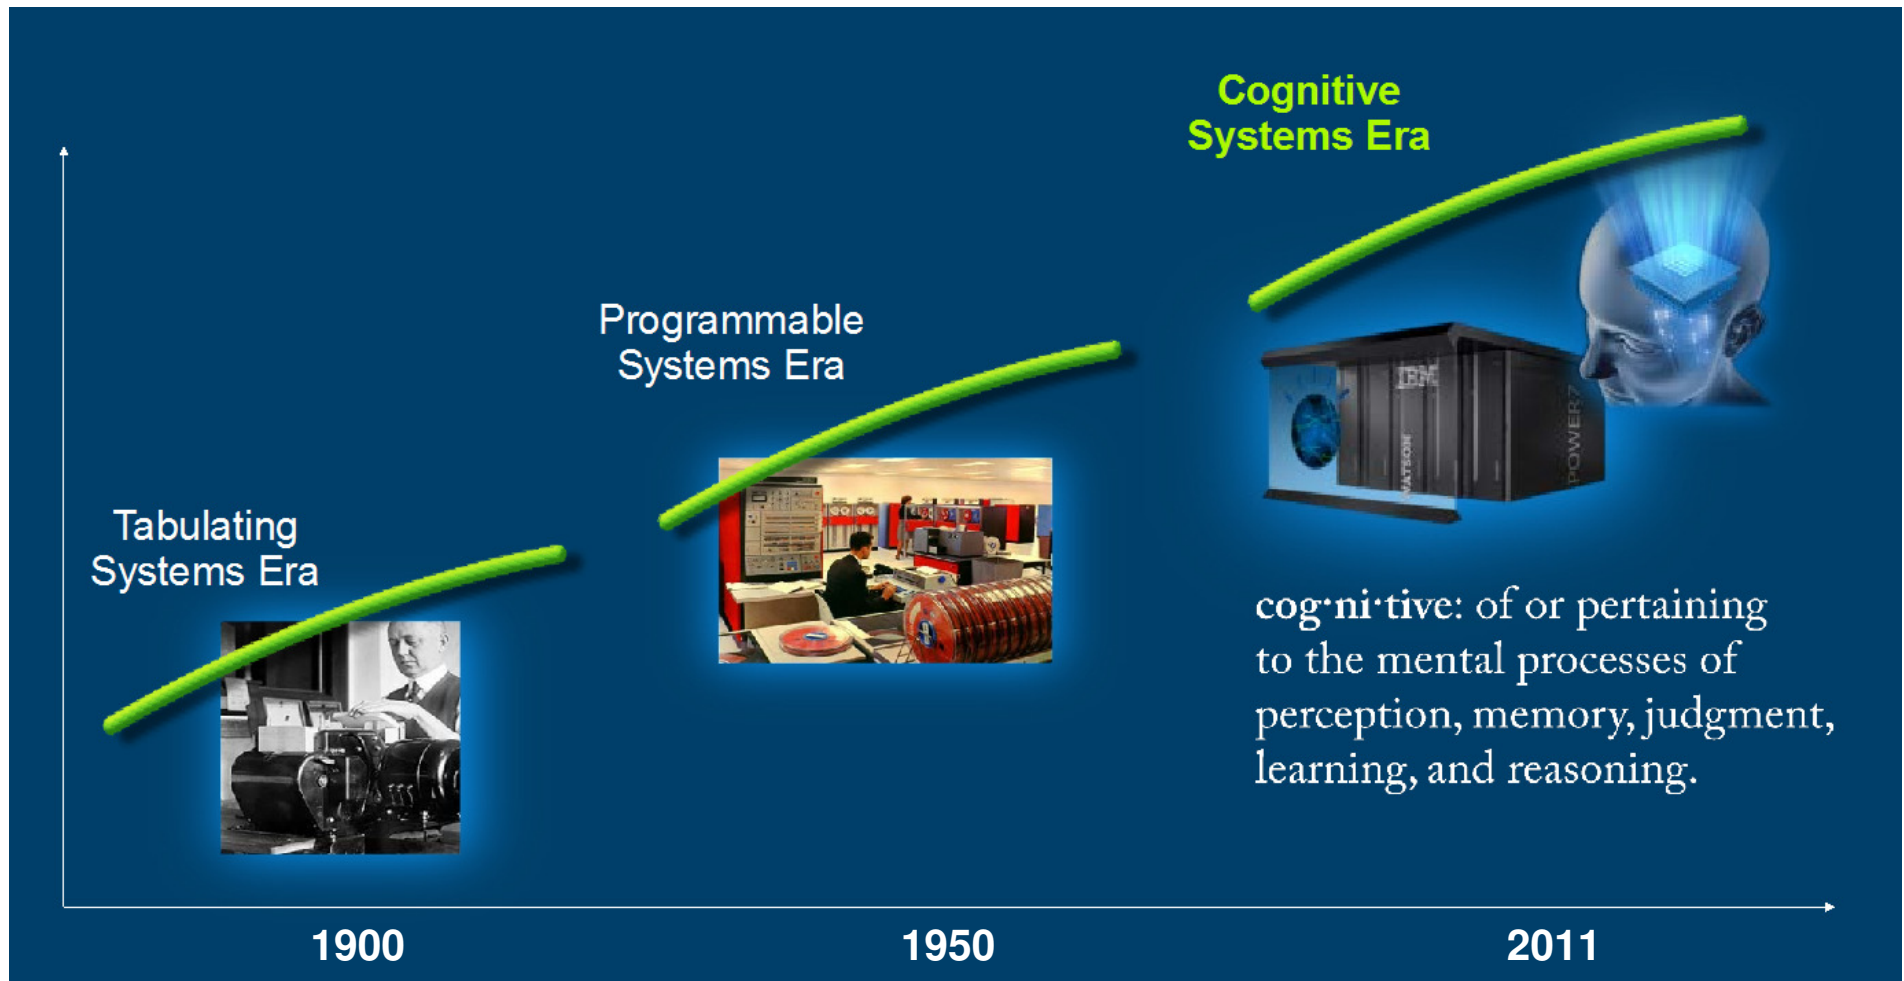 Cognitive
Systems Era
Programmable
Systems Era
Tabulating
Systems Era
IBM
WATSON
POWER7
cog·ni·tive: of or pertaining
to the mental processes of
perception, memory, judgment,
learning, and reasoning.
1900
1950
2011